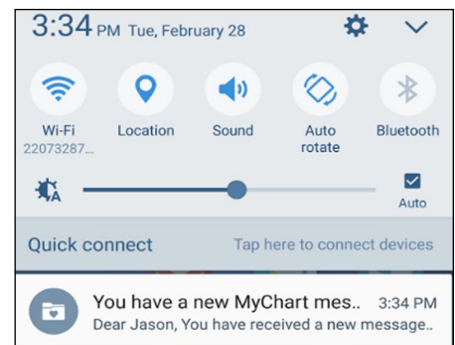 3:34 PM Tue, February 28
Wi-Fi Location Sound Auto rotate Bluetooth
22073287...
A
Auto
Quick connect Tap here to connect devices
You have a new MyChart mes.. 3:34 PM
Dear Jason, You have received a new message..